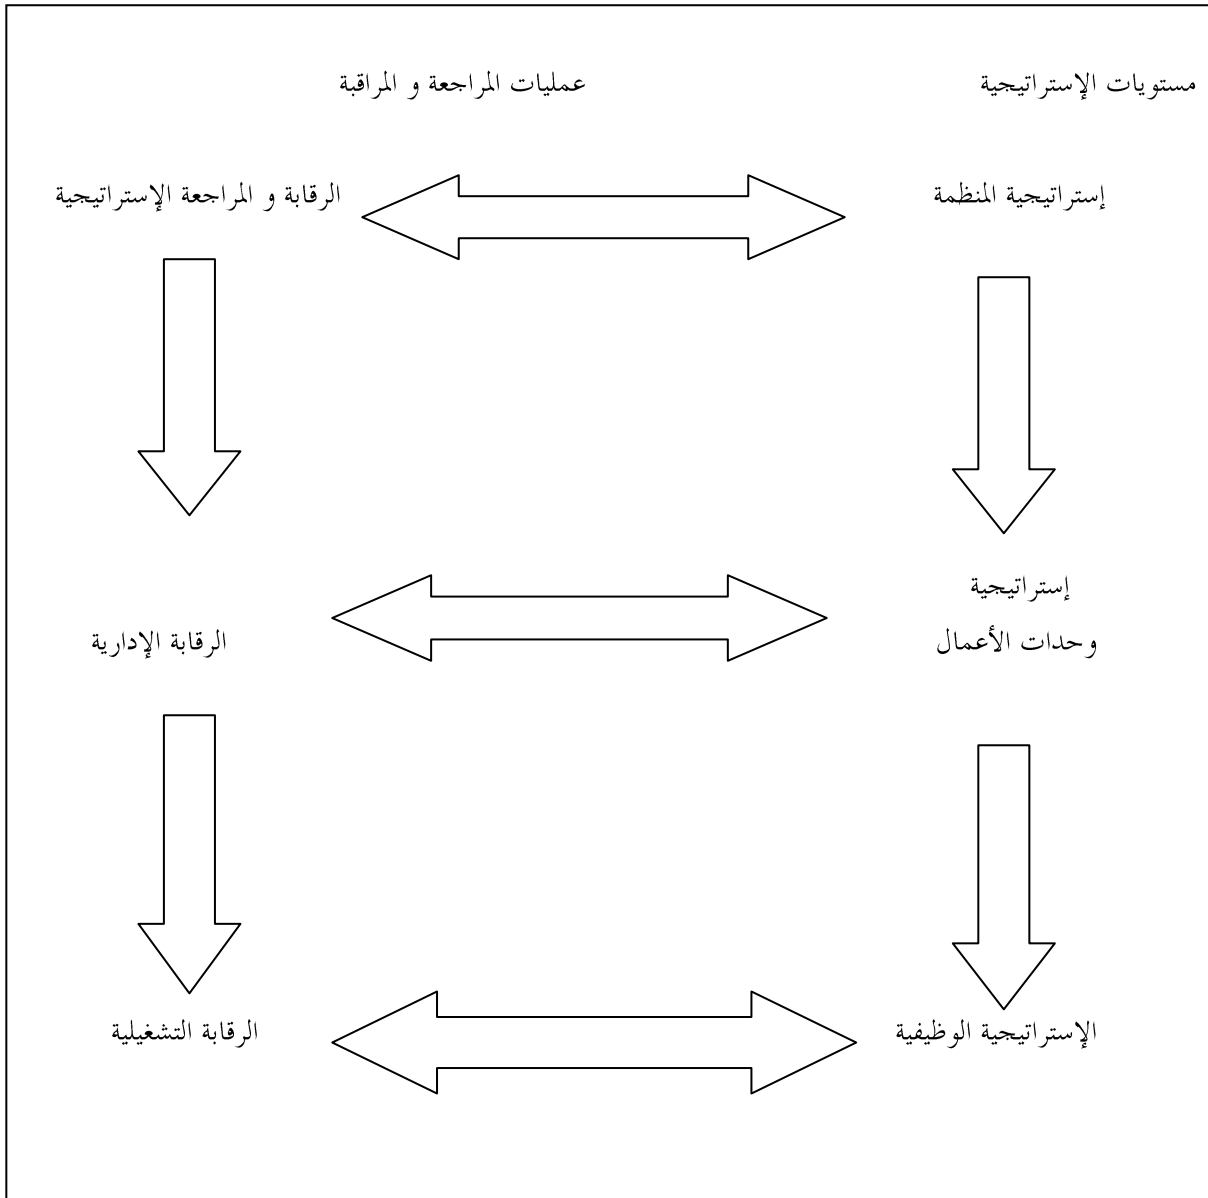 مستويات الإستراتيجية
عمليات المراجعة و المراقبة
إستراتيجية المنظمة
الرقابة و المراجعة الإستراتيجية
إستراتيجية
وحدات الأعمال
الرقابة الإدارية
الإستراتيجية الوظيفية
الرقابة التشغيلية